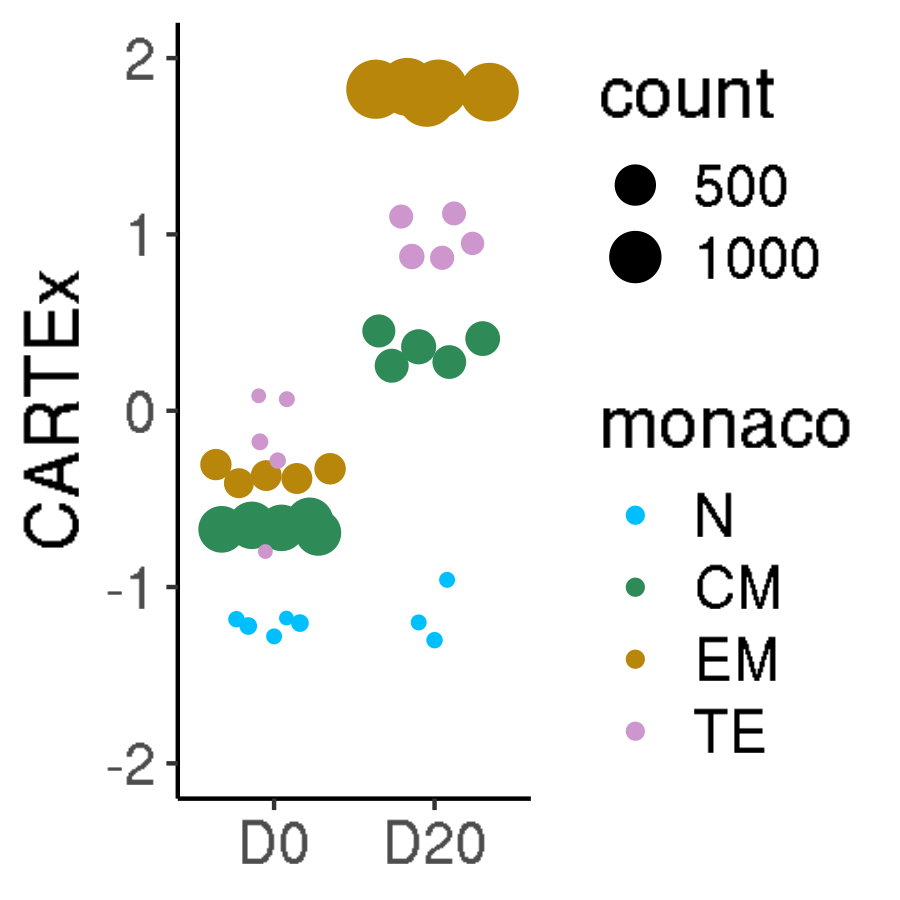 CARTEx
2
1
0
-1
-2
D0
D20
count
500
1000
monaco
N
CM
EM
TE